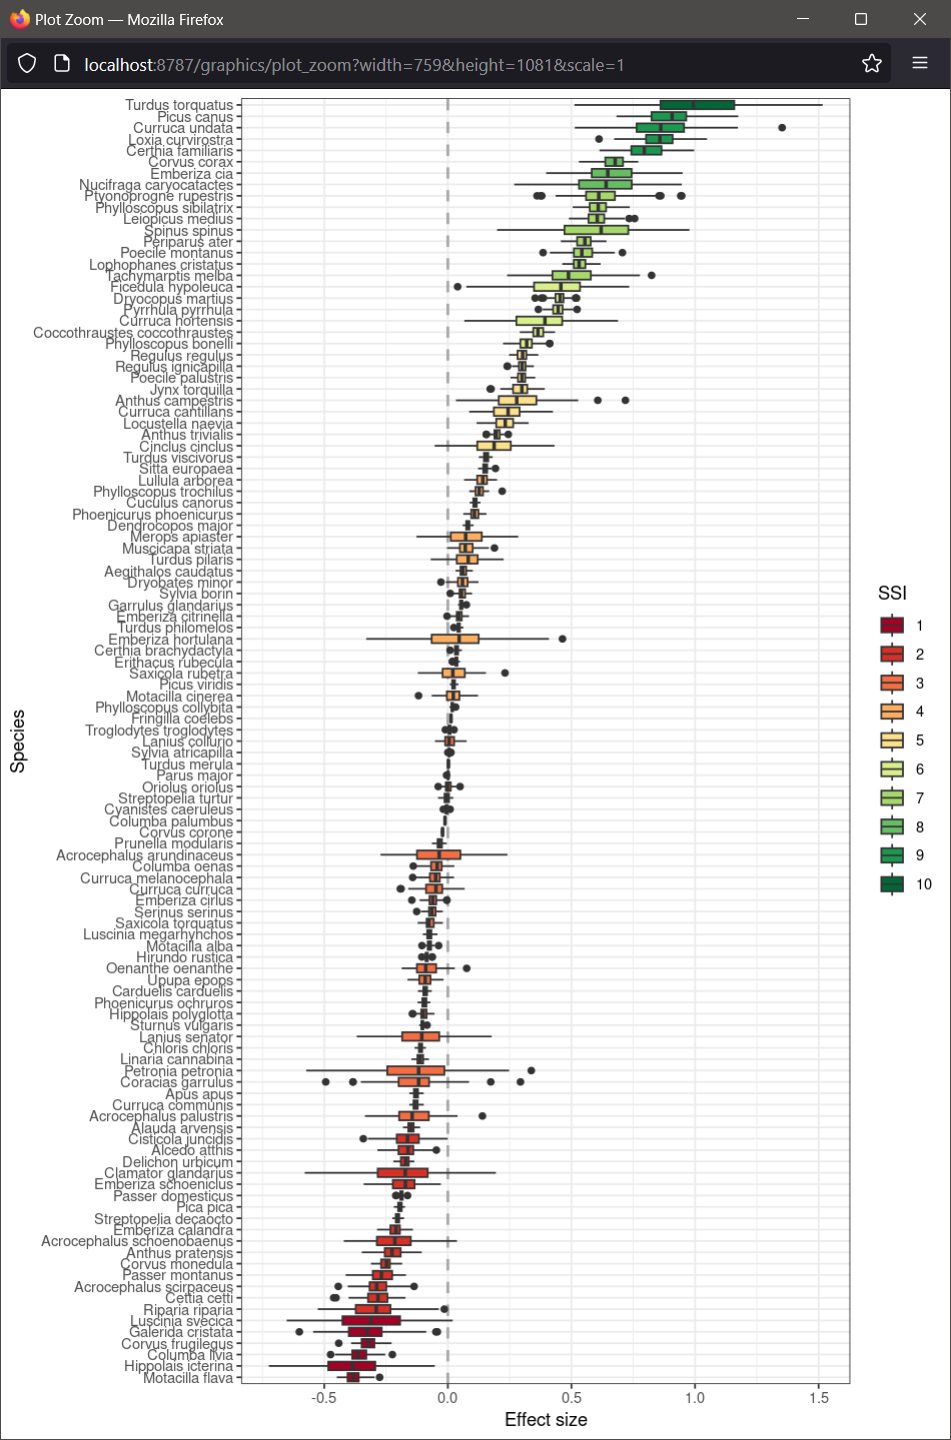 Plot Zoom — Mozilla Firefox
localhost:8787/graphics/plot_zoom?width=759&height=1081&scale=1
Turdus torquatus
Picus canus
Curruca undata
Loxia curvirostra
Certhia familiaris
Corvus corax
Emberiza cia
Nucifraga caryocatactes
Ptyonoprogne rupestris
Phylloscopus sibilatrix
Leiopicus medius
Spinus spinus
Periparus ater
Poecile montanus
Lophophanes cristatus
Tachymarptis melba
Ficedula hypoleuca
Dryocopus martius
Pyrrhula pyrrhula
Curruca hortensis
Coccothraustes coccothraustes
Phylloscopus bonelli
Regulus regulus
Regulus ignicapilla
Poecile palustris
Jynx torquilla
Anthus campestris
Curruca cantillans
Locustella naevia
Anthus trivialis
Cinclus cinclus
Turdus viscivorus
Sitta europaea
Lullula arborea
Phylloscopus trochilus
Cuculus canorus
Phoenicurus phoenicurus
Dendrocopos major
Merops apiaster
Muscicapa striata
Turdus pilaris
Aegithalos caudatus
Dryobates minor
Sylvia borin
Garrulus glandarius
Emberiza citrinella
Turdus philomelos
Emberiza hortulana
Certhia brachydactyla
Erithacus rubecula
Saxicola rubetra
Picus viridis
Motacilla cinerea
Phylloscopus collybita
Fringilla coelebs
Troglodytes troglodytes
Lanius collurio
Sylvia atricapilla
Turdus merula
Parus major
Oriolus oriolus
Streptopelia turtur
Cyanistes caeruleus
Columba palumbus
Corvus corone
Prunella modularis
Acrocephalus arundinaceus
Columba oenas
Curruca melanocephala
Curruca curruca
Emberiza cirlus
Serinus serinus
Saxicola torquatus
Luscinia megarhynchos
Motacilla alba
Hirundo rustica
Oenanthe oenanthe
Upupa epops
Carduelis carduelis
Phoenicurus ochruros
Hippolais polyglotta
Sturnus vulgaris
Lanius senator
Chloris chloris
Linaria cannabina
Petronia petronia
Coracias garrulus
Apus apus
Curruca communis
Acrocephalus palustris
Alauda arvensis
Cisticola juncidis
Alcedo atthis
Delichon urbicum
Clamator glandarius
Emberiza schoeniclus
Passer domesticus
Pica pica
Streptopelia decaocto
Emberiza calandra
Acrocephalus schoenobaenus
Anthus pratensis
Corvus monedula
Passer montanus
Acrocephalus scirpaceus
Cettia cetti
Riparia riparia
Luscinia svecica
Galerida cristata
Corvus frugilegus
Columba livia
Hippolais icterina
Motacilla flava
Species
-0.5 0.0 0.5 1.0 1.5
Effect size
SSI
1
2
3
4
5
6
7
8
9
10